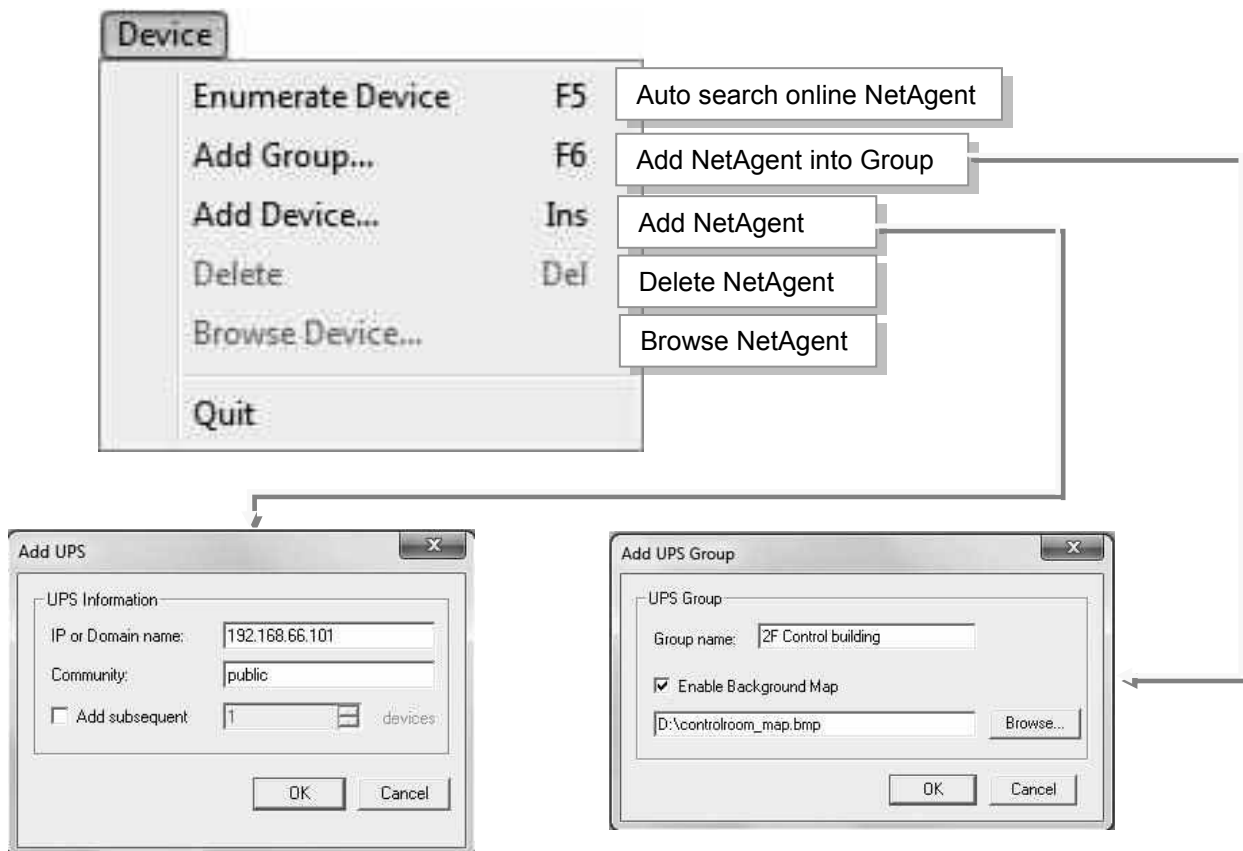 Device
Enumerate Device F5 Auto search online NetAgent
Add Group... F6 Add NetAgent into Group
Add Device... Ins Add NetAgent
Delete Del Delete NetAgent
Browse Device... Browse NetAgent
Quit
Add UPS
UPS Information
IP or Domain name: 192.168.66.101
Community: public
Add subsequent 1 devices
OK Cancel
Add UPS Group
UPS Group
Group name: 2F Control building
Enable Background Map
D:\controlroom_map.bmp Browse...
OK Cancel